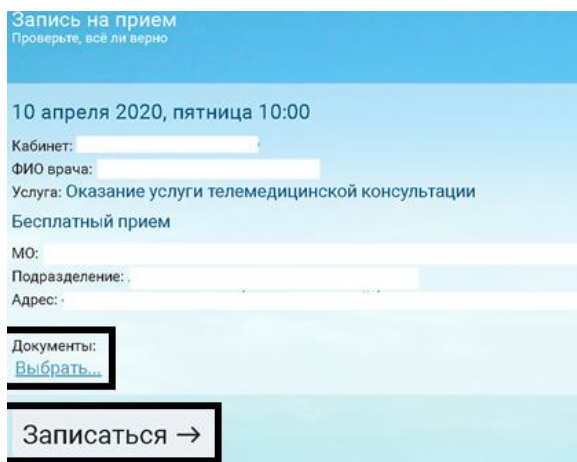 Запись на прием
Проверьте, всё ли верно
10 апреля 2020, пятница 10:00
Кабинет:
ФИО врача:
Услуга: Оказание услуги телемедицинской консультации
Бесплатный прием
МО:
Подразделение:
Адрес:
Документы:
Выбрать...
Записаться →